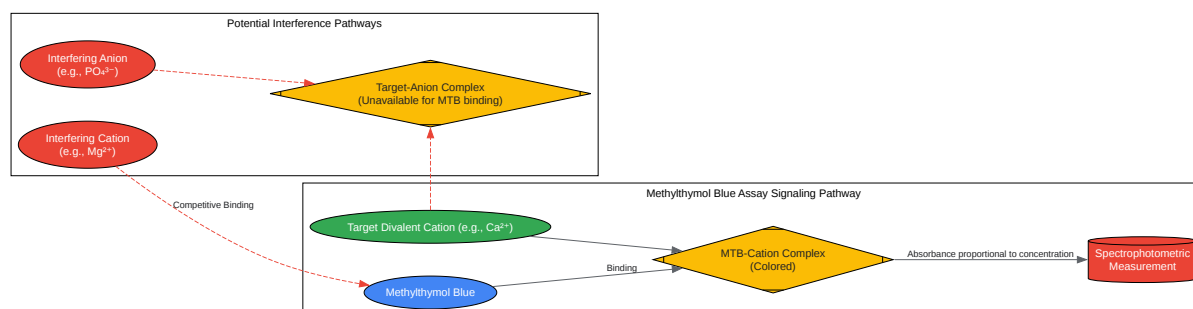 Potential Interference Pathways
Interfering Anion
(e.g., PO₄³⁻)
Target-Anion Complex
(Unavailable for MTB binding)
Interfering Cation
(e.g., Mg²⁺)
Competitive Binding
Methylthymol Blue Assay Signaling Pathway
Target Divalent Cation (e.g., Ca²⁺)
Binding
Methylthymol Blue
MTB-Cation Complex
(Colored)
Absorbance proportional to concentration
Spectrophotometric
Measurement